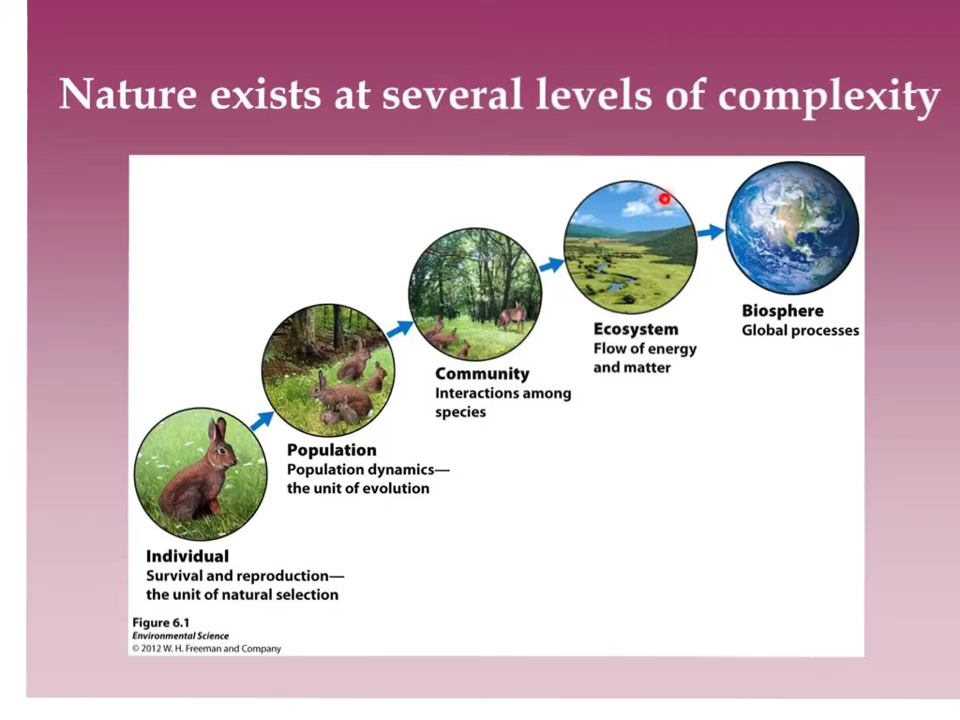 Nature exists at several levels of complexity
Biosphere
Global processes
Ecosystem
Flow of energy
and matter
Community
Interactions among
species
Population
Population dynamics—
the unit of evolution
Individual
Survival and reproduction—
the unit of natural selection
Figure 6.1
Environmental Science
© 2012 W. H. Freeman and Company